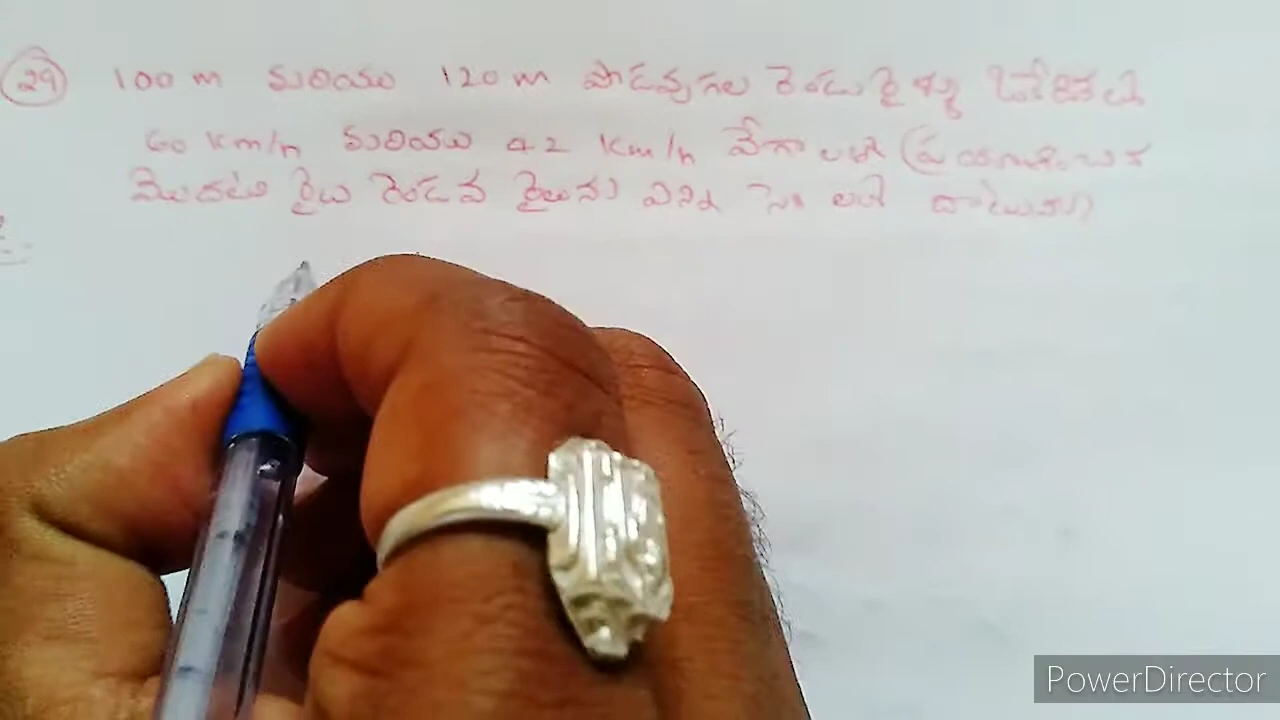 29 100 m మరియు 120 m పొడవు గల రెండు రైళ్ళు ఒకే దిశలో
60 Km/h మరియు 42 Km/h వేగాలతో ప్రయాణించుచు
మొదటి రైలు రెండవ రైలును ఎన్ని సెం లలో దాటును
PowerDirector